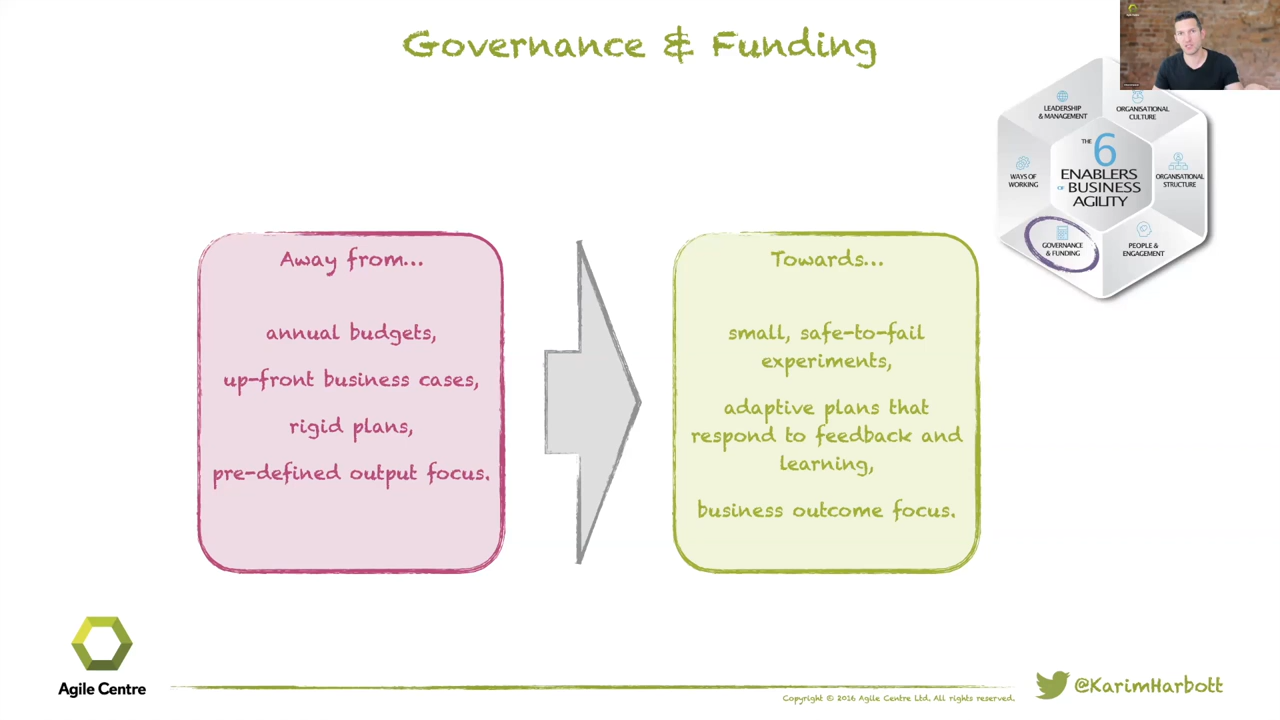 Governance & Funding
LEADERSHIP
& MANAGEMENT
ORGANISATIONAL
CULTURE
THE 6
ENABLERS
OF BUSINESS
AGILITY
WAYS OF
WORKING
ORGANISATIONAL
STRUCTURE
GOVERNANCE
& FUNDING
PEOPLE &
ENGAGEMENT
Away from...
annual budgets,
up-front business cases,
rigid plans,
pre-defined output focus.
Towards...
small, safe-to-fail
experiments,
adaptive plans that
respond to feedback and
learning,
business outcome focus.
Agile Centre
Copyright © 2016 Agile Centre Ltd. All rights reserved.
@KarimHarbott